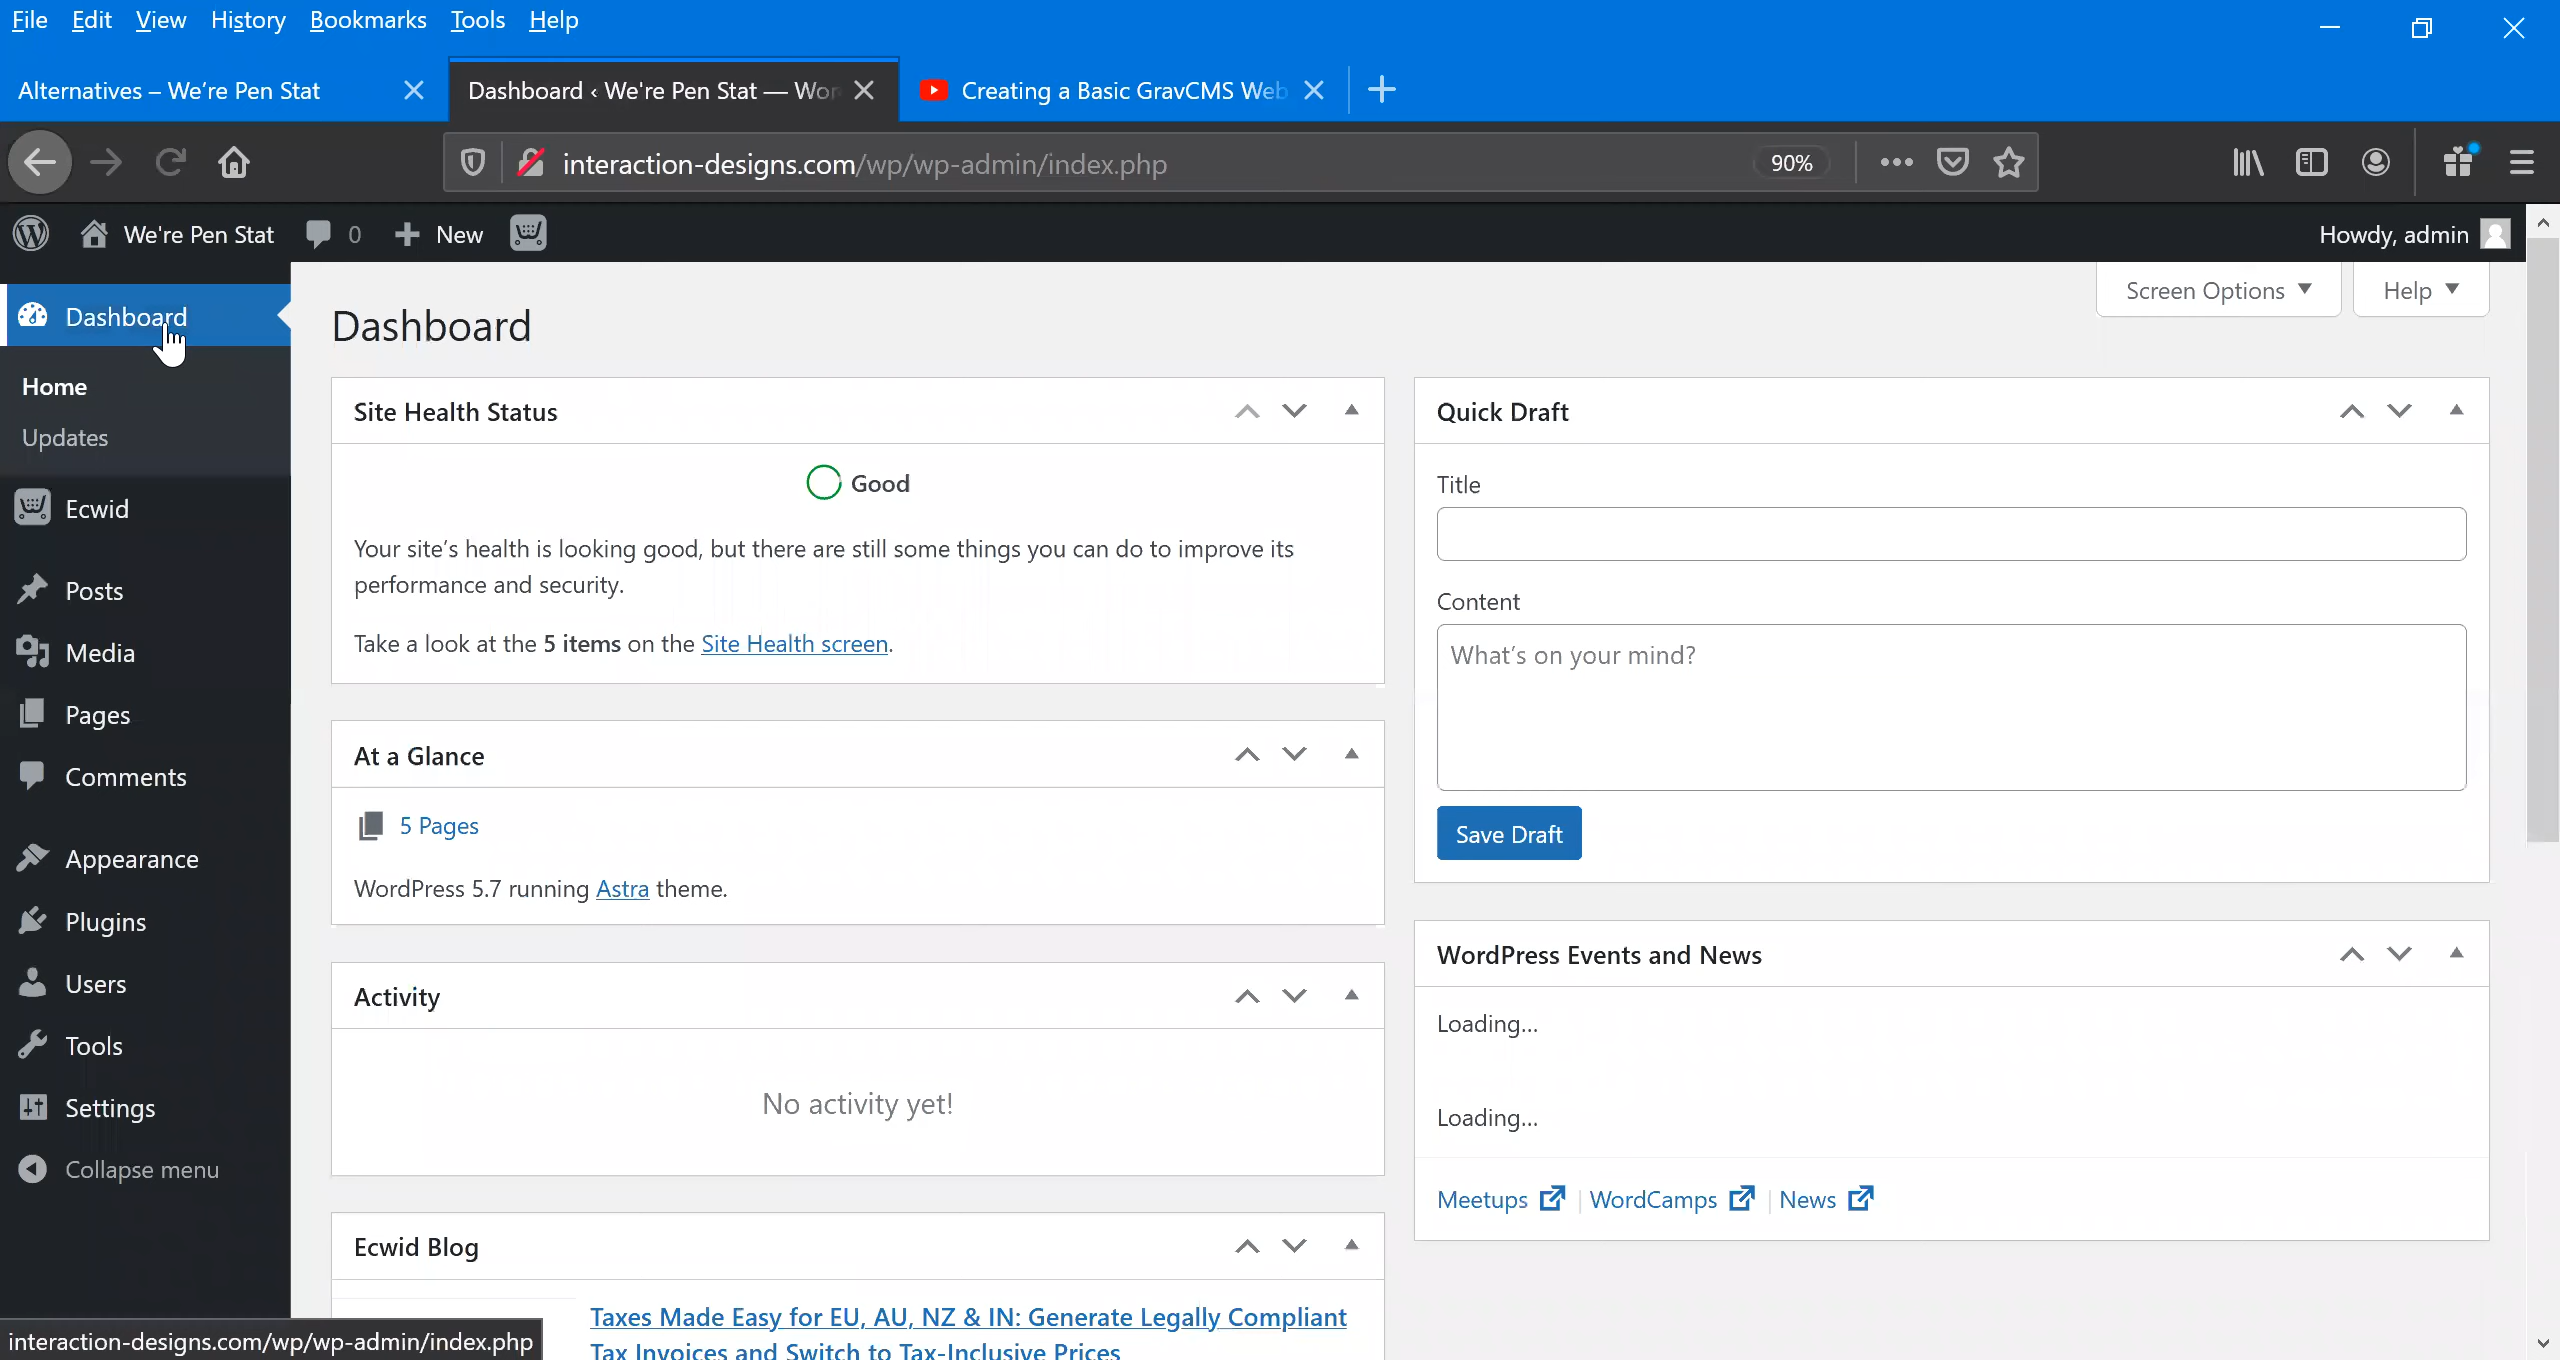 File Edit View History Bookmarks Tools Help
Alternatives – We're Pen Stat
Dashboard ‹ We're Pen Stat — Wor
Creating a Basic GravCMS Web
interaction-designs.com/wp/wp-admin/index.php
90%
We're Pen Stat
0
New
Howdy, admin
Dashboard
Home
Updates
Ecwid
Posts
Media
Pages
Comments
Appearance
Plugins
Users
Tools
Settings
Collapse menu
Screen Options
Help
Dashboard
Site Health Status
Good
Your site's health is looking good, but there are still some things you can do to improve its
performance and security.
Take a look at the 5 items on the Site Health screen.
At a Glance
5 Pages
WordPress 5.7 running Astra theme.
Activity
No activity yet!
Ecwid Blog
Taxes Made Easy for EU, AU, NZ & IN: Generate Legally Compliant
Tax Invoices and Switch to Tax-Inclusive Prices
Quick Draft
Title
Content
What's on your mind?
Save Draft
WordPress Events and News
Loading...
Loading...
Meetups
WordCamps
News
interaction-designs.com/wp/wp-admin/index.php